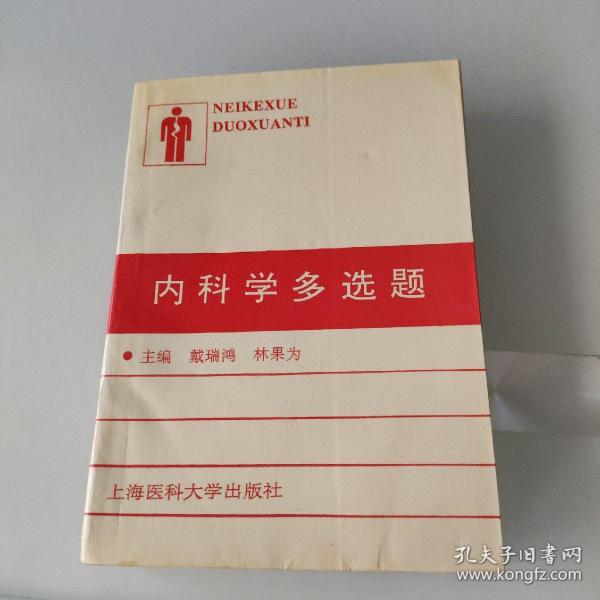 NEIKEXUE
DUOXUANTI
内科学多选题
●主编 戴瑞鸿 林果为
上海医科大学出版社
孔夫子旧书网
www.kongfz.com